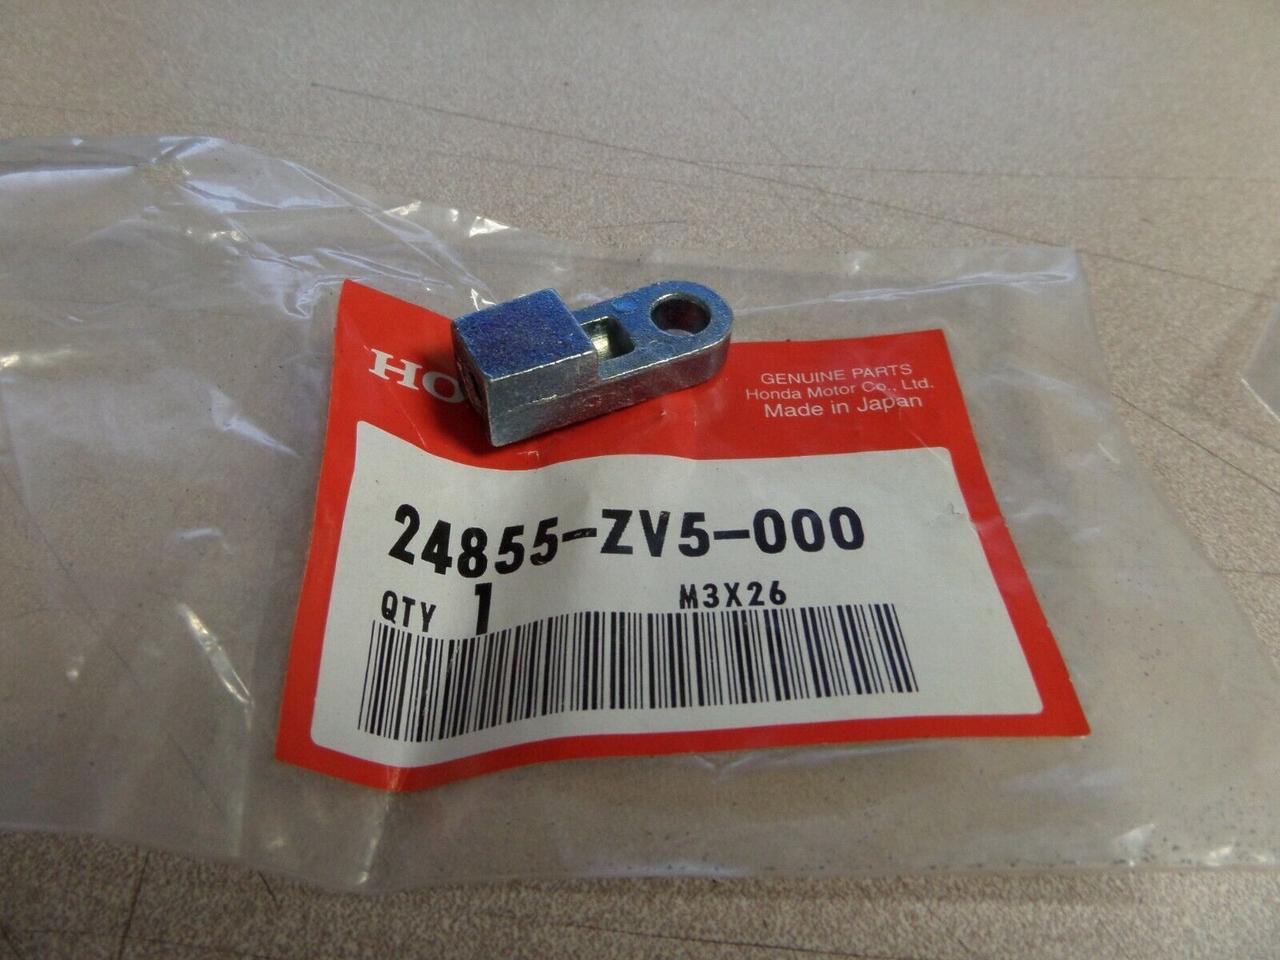 HO
GENUINE PARTS
Honda Motor Co., Ltd.
Made in Japan
24855-ZV5-000
QTY 1 M3X26